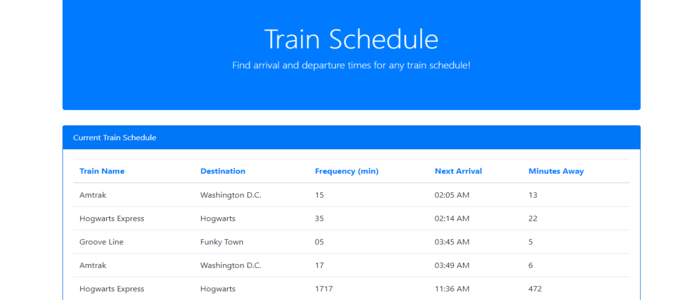 Train Schedule
Find arrival and departure times for any train schedule!
Current Train Schedule
Train Name Destination Frequency (min) Next Arrival Minutes Away
Amtrak Washington D.C. 15 02:05 AM 13
Hogwarts Express Hogwarts 35 02:14 AM 22
Groove Line Funky Town 05 03:45 AM 5
Amtrak Washington D.C. 17 03:49 AM 6
Hogwarts Express Hogwarts 1717 11:36 AM 472